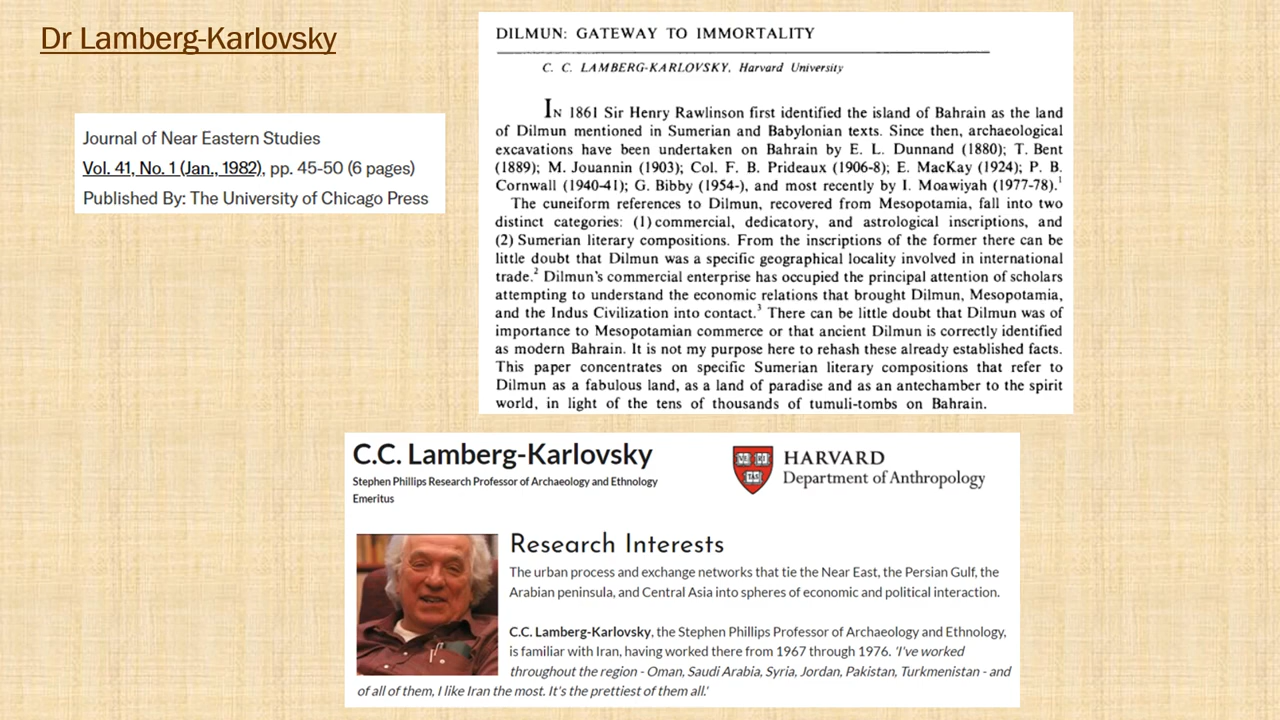 Dr Lamberg-Karlovsky
Journal of Near Eastern Studies
Vol. 41, No. 1 (Jan., 1982), pp. 45-50 (6 pages)
Published By: The University of Chicago Press
DILMUN: GATEWAY TO IMMORTALITY
C. C. LAMBERG-KARLOVSKY, Harvard University
IN 1861 Sir Henry Rawlinson first identified the island of Bahrain as the land
of Dilmun mentioned in Sumerian and Babylonian texts. Since then, archaeological
excavations have been undertaken on Bahrain by E. L. Dunnand (1880); T. Bent
(1889); M. Jouannin (1903); Col. F. B. Prideaux (1906-8); E. MacKay (1924); P. B.
Cornwall (1940-41); G. Bibby (1954-), and most recently by I. Moawiyah (1977-78).1
The cuneiform references to Dilmun, recovered from Mesopotamia, fall into two
distinct categories: (1) commercial, dedicatory, and astrological inscriptions, and
(2) Sumerian literary compositions. From the inscriptions of the former there can be
little doubt that Dilmun was a specific geographical locality involved in international
trade.2 Dilmun's commercial enterprise has occupied the principal attention of scholars
attempting to understand the economic relations that brought Dilmun, Mesopotamia,
and the Indus Civilization into contact.3 There can be little doubt that Dilmun was of
importance to Mesopotamian commerce or that ancient Dilmun is correctly identified
as modern Bahrain. It is not my purpose here to rehash these already established facts.
This paper concentrates on specific Sumerian literary compositions that refer to
Dilmun as a fabulous land, as a land of paradise and as an antechamber to the spirit
world, in light of the tens of thousands of tumuli-tombs on Bahrain.
C.C. Lamberg-Karlovsky
Stephen Phillips Research Professor of Archaeology and Ethnology
Emeritus
VE RI TAS
HARVARD
Department of Anthropology
Research Interests
The urban process and exchange networks that tie the Near East, the Persian Gulf, the
Arabian peninsula, and Central Asia into spheres of economic and political interaction.
C.C. Lamberg-Karlovsky, the Stephen Phillips Professor of Archaeology and Ethnology,
is familiar with Iran, having worked there from 1967 through 1976. 'I've worked
throughout the region - Oman, Saudi Arabia, Syria, Jordan, Pakistan, Turkmenistan - and
of all of them, I like Iran the most. It's the prettiest of them all.'